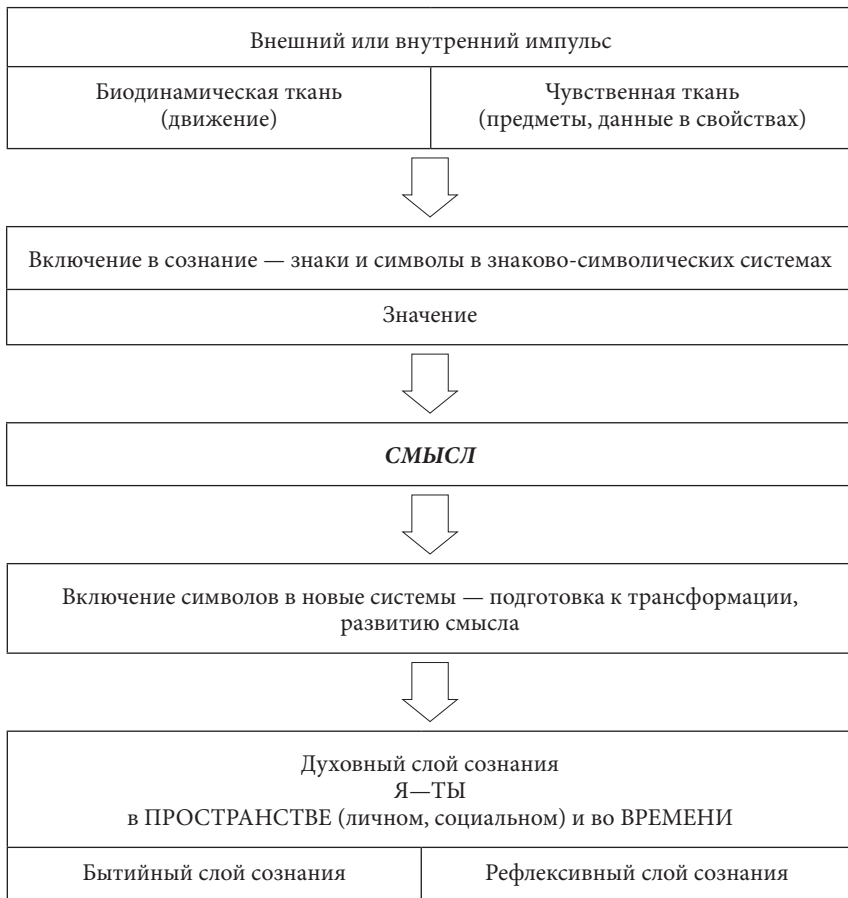 Внешний или внутренний импульс
Биодинамическая ткань
(движение)
Чувственная ткань
(предметы, данные в свойствах)
Включение в сознание — знаки и символы в знаково-символических системах
Значение
СМЫСЛ
Включение символов в новые системы — подготовка к трансформации,
развитию смысла
Духовный слой сознания
Я—ТЫ
в ПРОСТРАНСТВЕ (личном, социальном) и во ВРЕМЕНИ
Бытийный слой сознания
Рефлексивный слой сознания